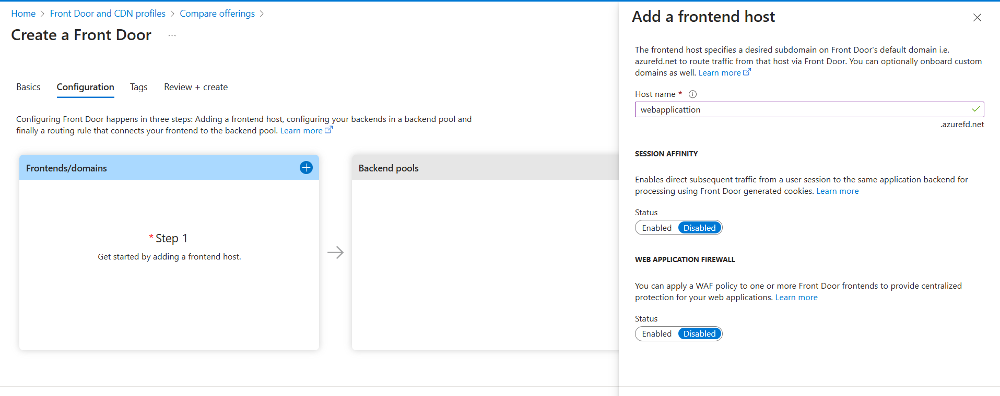 Home > Front Door and CDN profiles > Compare offerings >
Create a Front Door ...
Basics Configuration Tags Review + create
Configuring Front Door happens in three steps: Adding a frontend host, configuring your backends in a backend pool and
finally a routing rule that connects your frontend to the backend pool. Learn more
Frontends/domains
* Step 1
Get started by adding a frontend host.
Backend pools
Add a frontend host
The frontend host specifies a desired subdomain on Front Door's default domain i.e.
azurefd.net to route traffic from that host via Front Door. You can optionally onboard custom
domains as well. Learn more
Host name *
webapplicattion
.azurefd.net
SESSION AFFINITY
Enables direct subsequent traffic from a user session to the same application backend for
processing using Front Door generated cookies. Learn more
Status
Enabled Disabled
WEB APPLICATION FIREWALL
You can apply a WAF policy to one or more Front Door frontends to provide centralized
protection for your web applications. Learn more
Status
Enabled Disabled